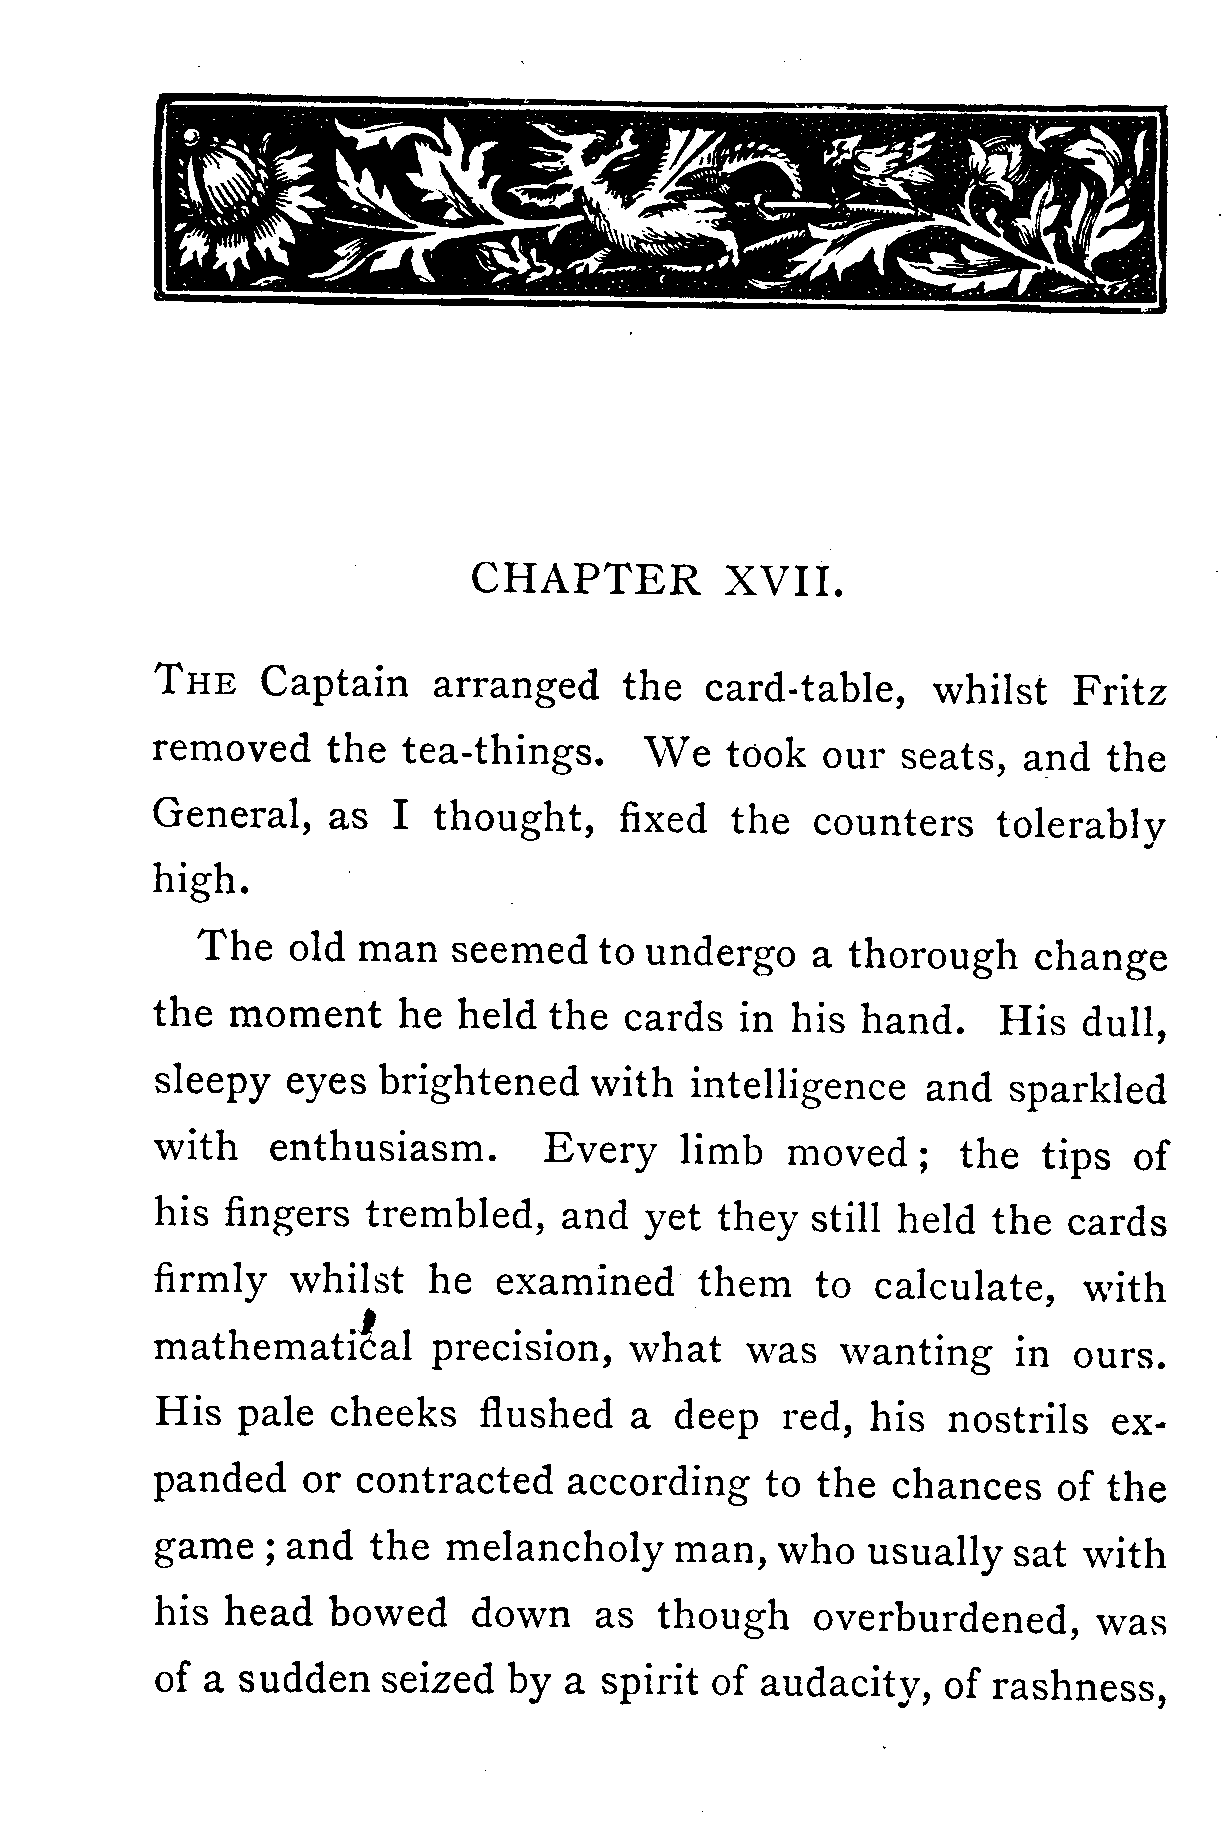 CHAPTER XVII.
THE Captain arranged the card-table, whilst Fritz
removed the tea-things. We took our seats, and the
General, as I thought, fixed the counters tolerably
high.
The old man seemed to undergo a thorough change
the moment he held the cards in his hand. His dull,
sleepy eyes brightened with intelligence and sparkled
with enthusiasm. Every limb moved; the tips of
his fingers trembled, and yet they still held the cards
firmly whilst he examined them to calculate, with
mathematical precision, what was wanting in ours.
His pale cheeks flushed a deep red, his nostrils ex-
panded or contracted according to the chances of the
game; and the melancholy man, who usually sat with
his head bowed down as though overburdened, was
of a sudden seized by a spirit of audacity, of rashness,